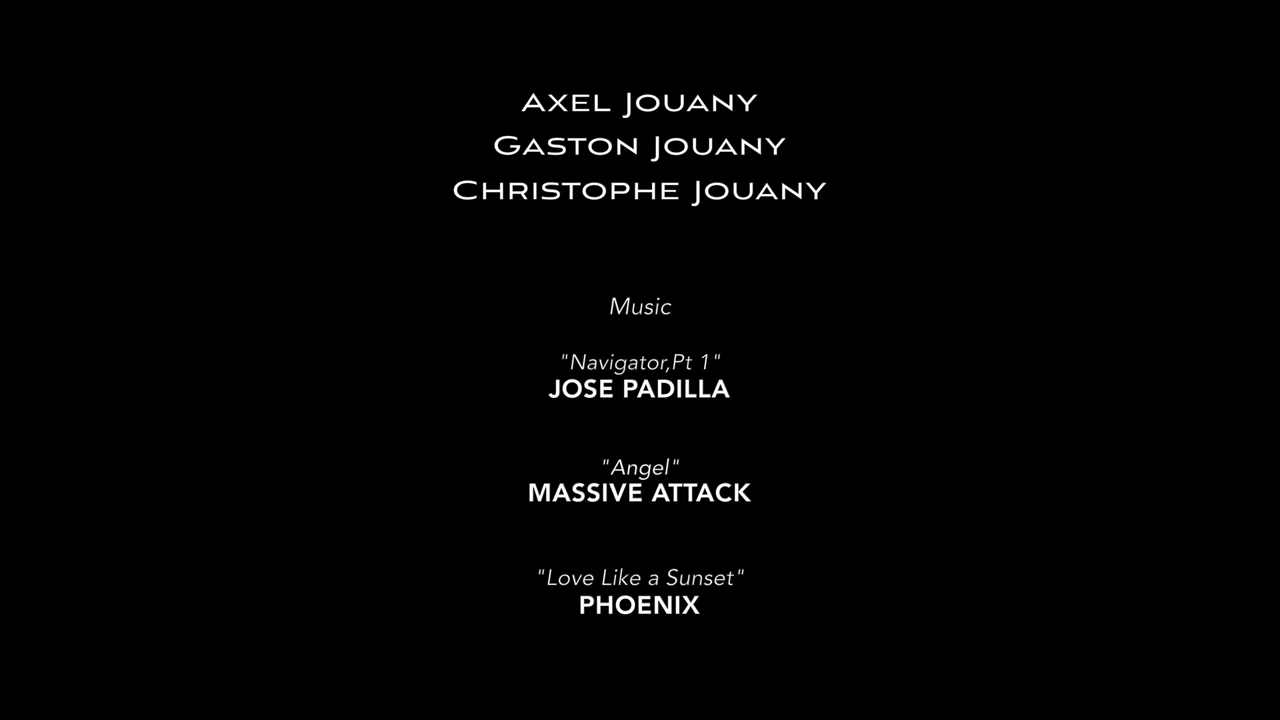 Axel Jouany
Gaston Jouany
Christophe Jouany
Music
"Navigator,Pt 1"
JOSE PADILLA
"Angel"
MASSIVE ATTACK
"Love Like a Sunset"
PHOENIX